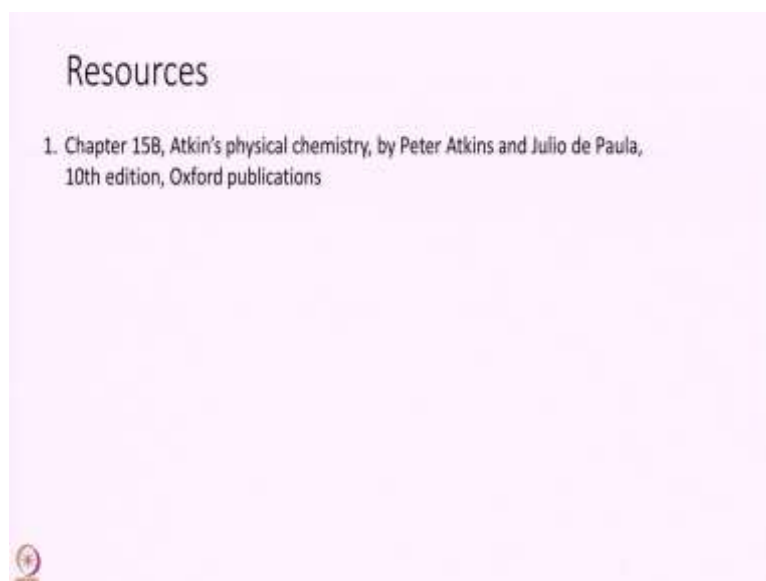 Resources
1. Chapter 15B, Atkin's physical chemistry, by Peter Atkins and Julio de Paula,
10th edition, Oxford publications